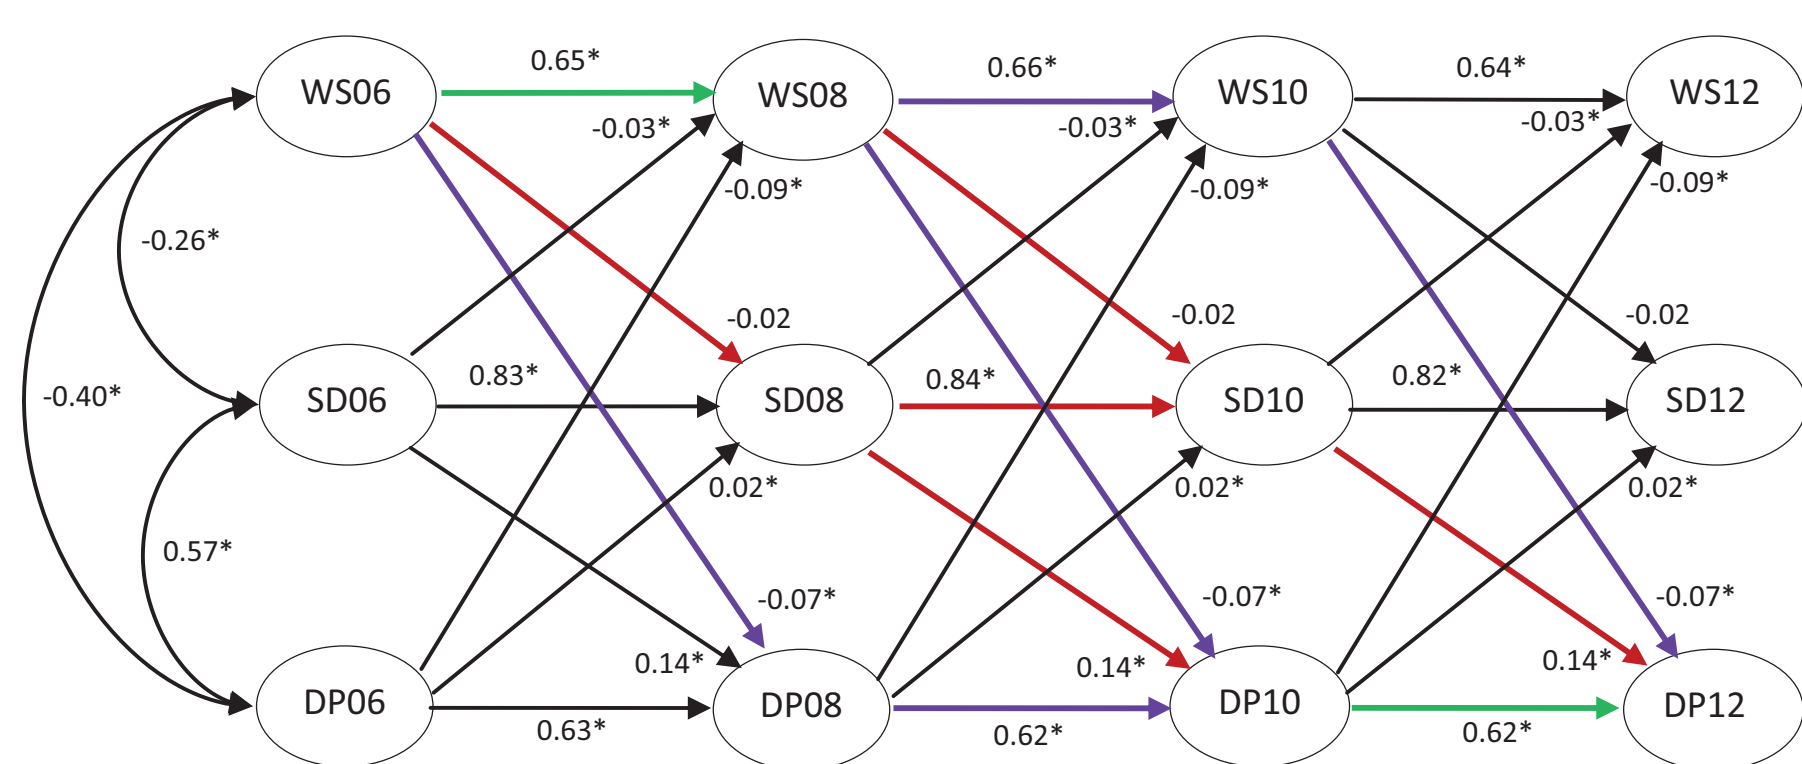 WS06 0.65* WS08 0.66* WS10 0.64* WS12
-0.03* -0.03* -0.03*
-0.09* -0.09* -0.09*
-0.26*
-0.02 -0.02 -0.02
-0.40* SD06 0.83* SD08 0.84* SD10 0.82* SD12
0.02* 0.02* 0.02*
0.57*
-0.07* -0.07* -0.07*
0.14* 0.14* 0.14*
DP06 DP08 DP10 DP12
0.63* 0.62* 0.62*